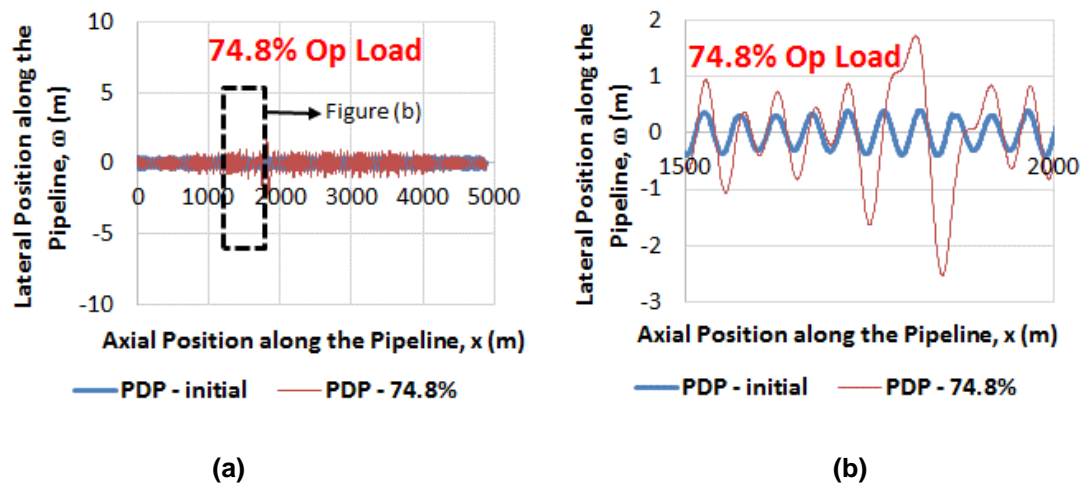 10
5
0
-5
-10
74.8% Op Load
Figure (b)
0 1000 2000 3000 4000 5000
Lateral Position along the
Pipeline, ω (m)
Axial Position along the Pipeline, x (m)
PDP - initial PDP - 74.8%
(a)
2
1
0
-1
-2
-3
74.8% Op Load
1500 2000
Lateral Position along the
Pipeline, ω (m)
Axial Position along the Pipeline, x (m)
PDP - initial PDP - 74.8%
(b)